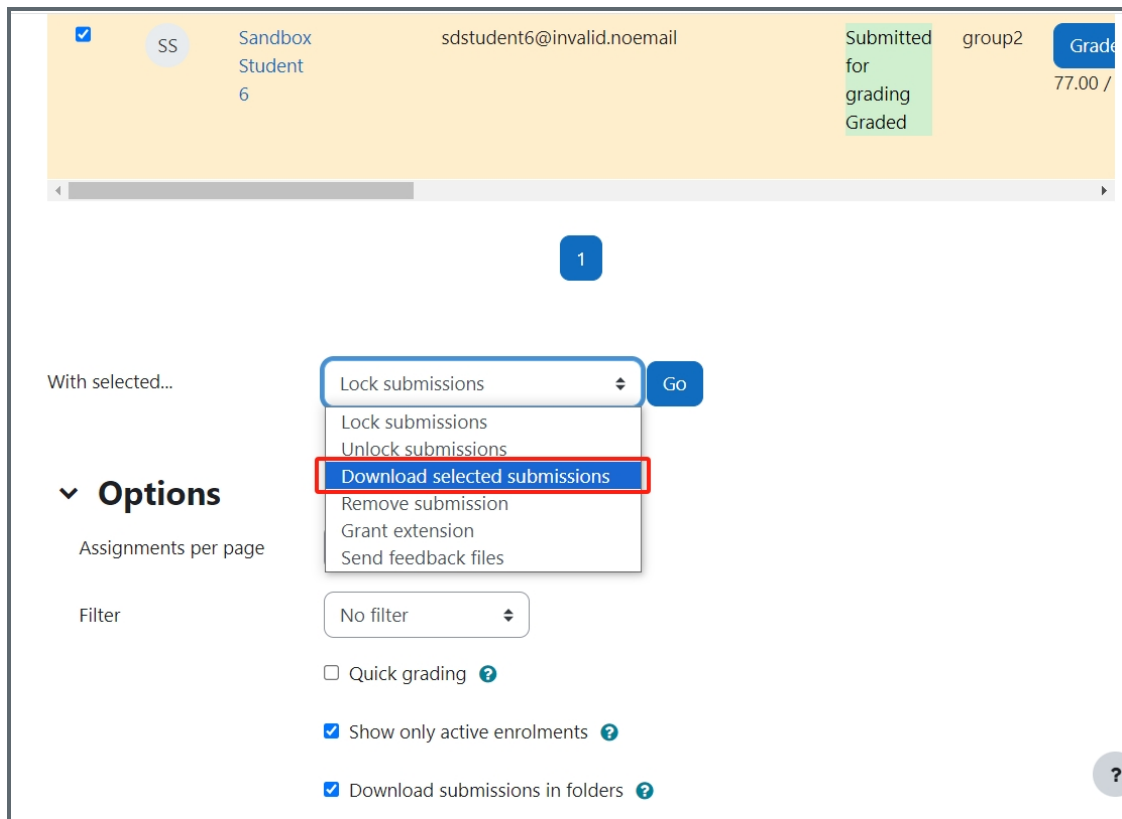 SS
Sandbox
Student
6
sdstudent6@invalid.noemail
Submitted
for
grading
Graded
group2
Grade
77.00 /
1
With selected...
Lock submissions
Go
Lock submissions
Unlock submissions
Download selected submissions
Remove submission
Grant extension
Send feedback files
Options
Assignments per page
Filter
No filter
Quick grading ?
Show only active enrolments ?
Download submissions in folders ?
?